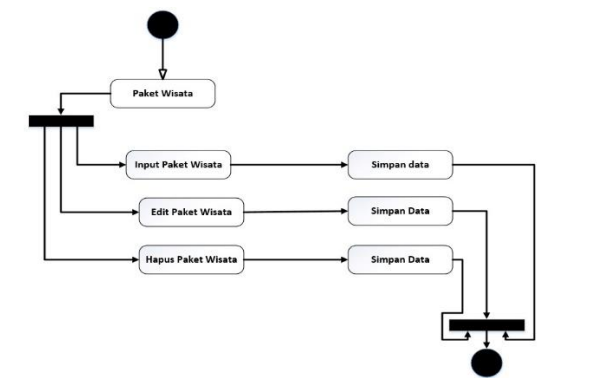 Paket Wisata
Input Paket Wisata
Simpan data
Edit Paket Wisata
Simpan Data
Hapus Paket Wisata
Simpan Data